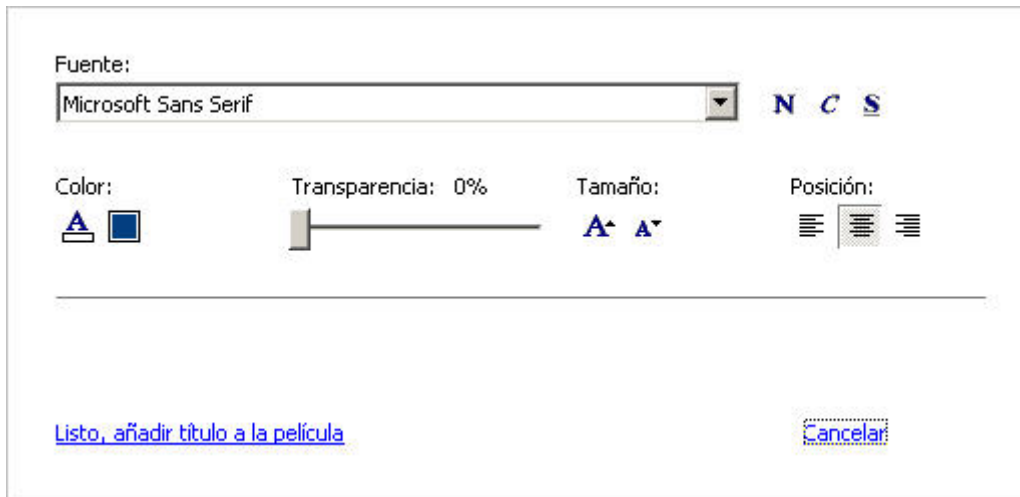 Fuente:
Microsoft Sans Serif
N C S
Color: Transparencia: 0% Tamaño: Posición:
A A A
Listo, añadir título a la película Cancelar